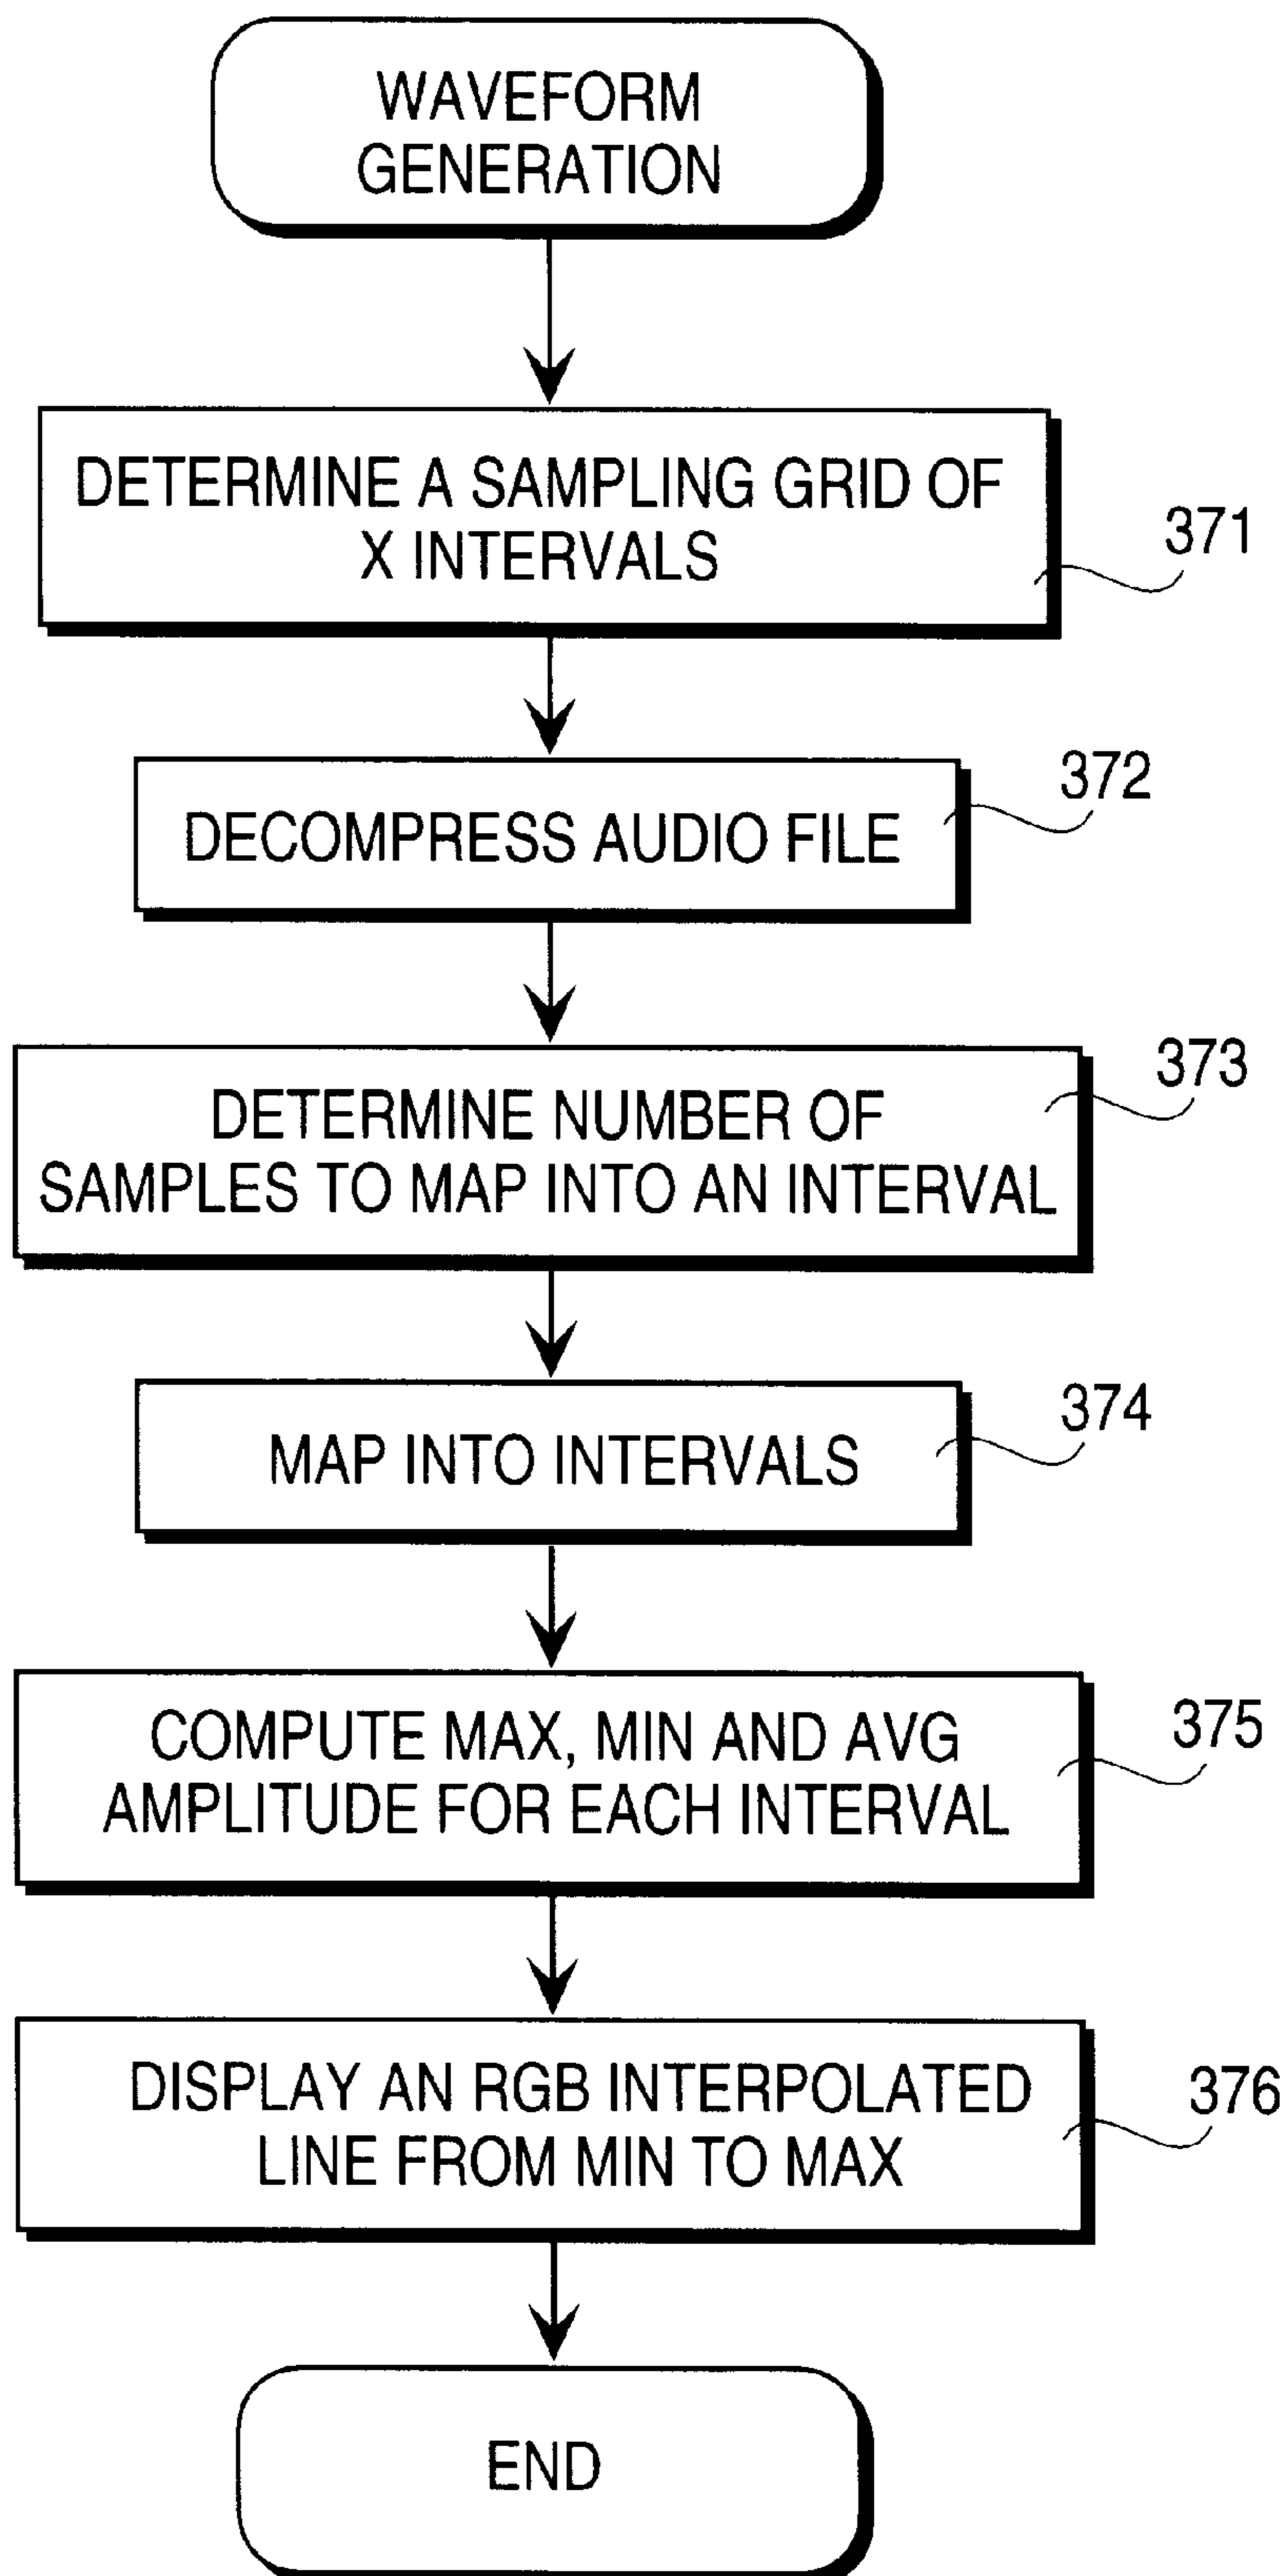 WAVEFORM
GENERATION
DETERMINE A SAMPLING GRID OF
X INTERVALS
371
DECOMPRESS AUDIO FILE
372
DETERMINE NUMBER OF
SAMPLES TO MAP INTO AN INTERVAL
373
MAP INTO INTERVALS
374
COMPUTE MAX, MIN AND AVG
AMPLITUDE FOR EACH INTERVAL
375
DISPLAY AN RGB INTERPOLATED
LINE FROM MIN TO MAX
376
END